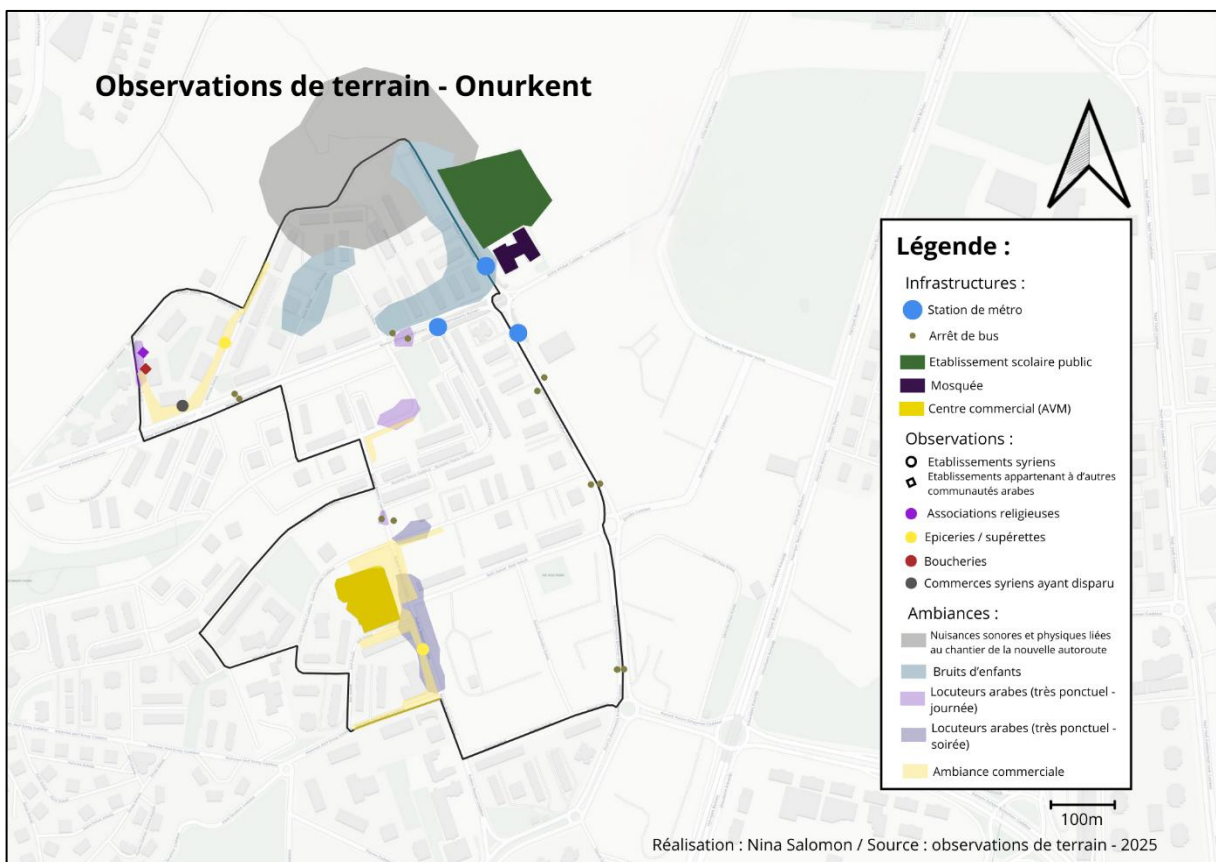 Observations de terrain - Onurkent
Légende :
Infrastructures :
Station de métro
Arrêt de bus
Etablissement scolaire public
Mosquée
Centre commercial (AVM)
Observations :
Etablissements syriens
Etablissements appartenant à d'autres
communautés arabes
Associations religieuses
Epiceries / supérettes
Boucheries
Commerces syriens ayant disparu
Ambiances :
Nuisances sonores et physiques liées
au chantier de la nouvelle autoroute
Bruits d'enfants
Locuteurs arabes (très ponctuel -
journée)
Locuteurs arabes (très ponctuel -
soirée)
Ambiance commerciale
100m
Réalisation : Nina Salomon / Source : observations de terrain - 2025